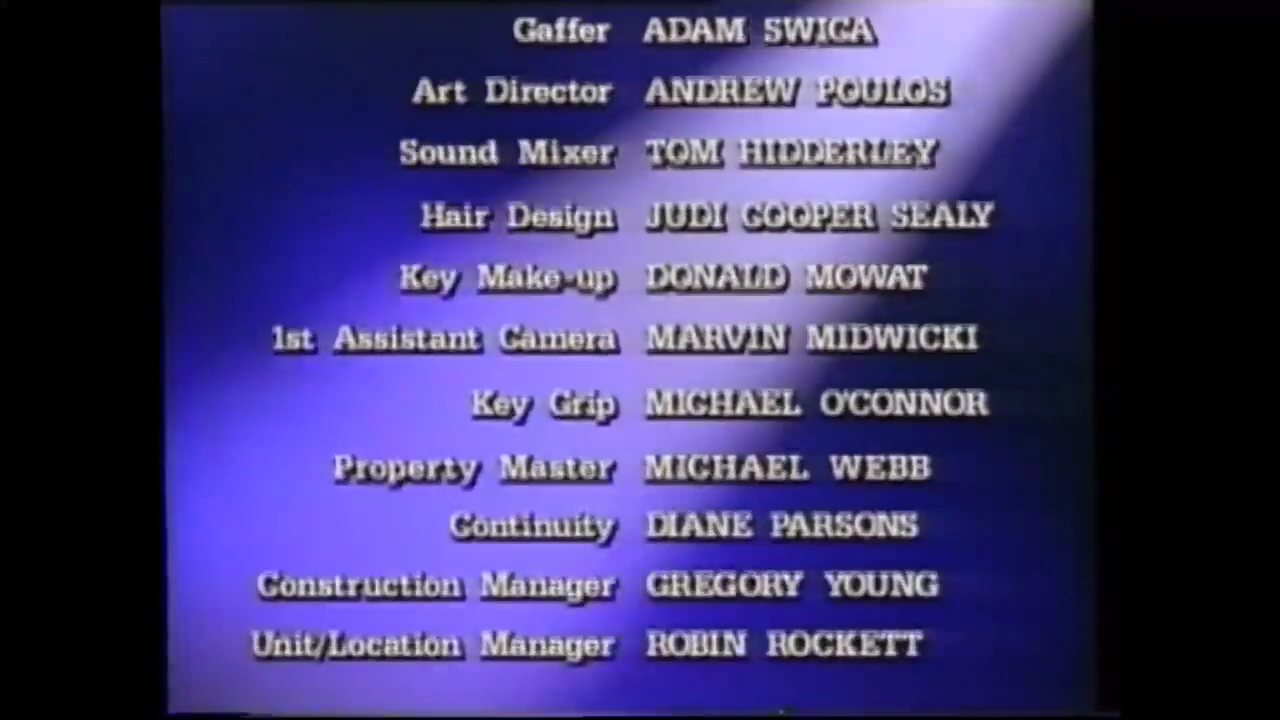 Gaffer ADAM SWICA
Art Director ANDREW POULOS
Sound Mixer TOM HIDDERLEY
Hair Design JUDI COOPER SEALY
Key Make-up DONALD MOWAT
1st Assistant Camera MARVIN MIDWICKI
Key Grip MICHAEL O'CONNOR
Property Master MICHAEL WEBB
Continuity DIANE PARSONS
Construction Manager GREGORY YOUNG
Unit/Location Manager ROBIN ROCKETT